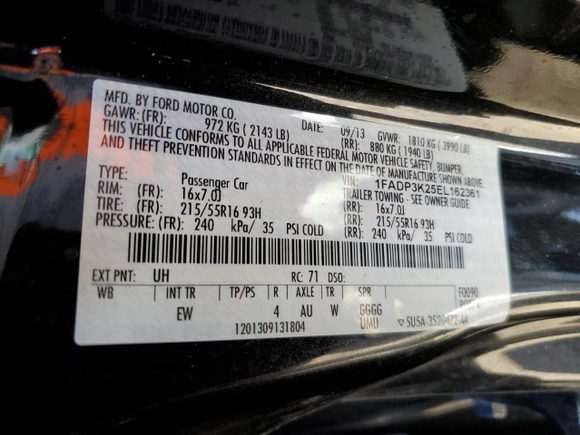 MFD. BY FORD MOTOR CO.
DATE: 09/13 GVWR: 1810 KG ( 3990 LB)
GAWR: (FR): 972 KG ( 2143 LB) (RR): 880 KG ( 1940 LB)
THIS VEHICLE CONFORMS TO ALL APPLICABLE FEDERAL MOTOR VEHICLE SAFETY, BUMPER,
AND THEFT PREVENTION STANDARDS IN EFFECT ON THE DATE OF MANUFACTURE SHOWN ABOVE.
VIN: 1FADP3K25EL162361
TYPE: Passenger Car TRAILER TOWING - SEE OWNER GUIDE
RIM: (FR): 16x7.0J (RR): 16x7.0J
TIRE: (FR): 215/55R16 93H (RR): 215/55R16 93H
PRESSURE: (FR): 240 kPa/ 35 PSI COLD (RR): 240 kPa/ 35 PSI COLD
EXT PNT: UH RC: 71 DSO:
WB INT TR TP/PS R AXLE TR SPR F0090
EW 4 AU W GGGG
1201309131804 UMU